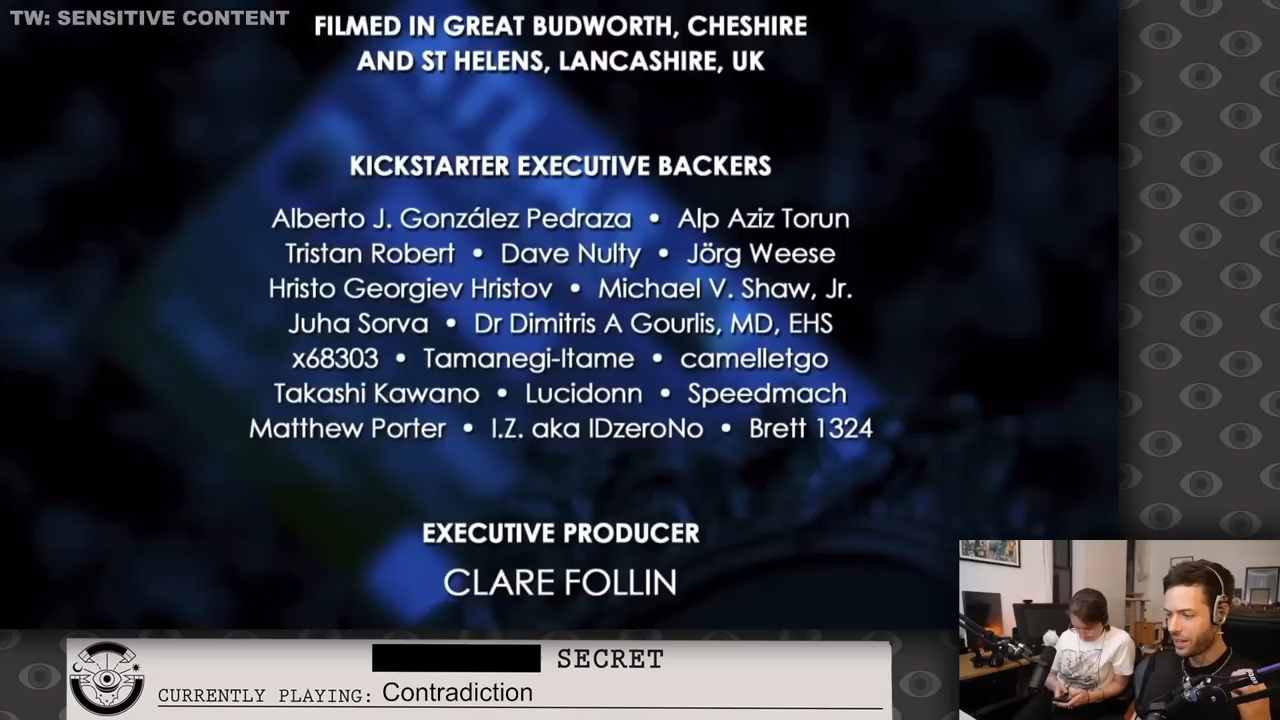 TW: SENSITIVE CONTENT
FILMED IN GREAT BUDWORTH, CHESHIRE
AND ST HELENS, LANCASHIRE, UK
KICKSTARTER EXECUTIVE BACKERS
Alberto J. González Pedraza • Alp Aziz Torun
Tristan Robert • Dave Nulty • Jörg Weese
Hristo Georgiev Hristov • Michael V. Shaw, Jr.
Juha Sorva • Dr Dimitris A Gourlis, MD, EHS
x68303 • Tamanegi-Itame • camelletgo
Takashi Kawano • Lucidonn • Speedmach
Matthew Porter • I.Z. aka IDzeroNo • Brett 1324
EXECUTIVE PRODUCER
CLARE FOLLIN
SECRET
CURRENTLY PLAYING: Contradiction